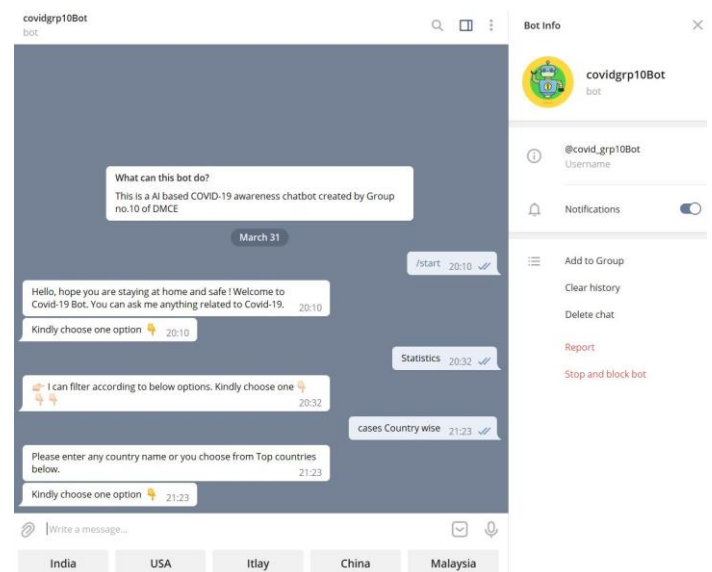 covidgrp10Bot
bot
What can this bot do?
This is a AI based COVID-19 awareness chatbot created by Group
no.10 of DMCE
March 31
/start 20:10
Hello, hope you are staying at home and
safe ! Welcome to
Covid-19 Bot. You can ask me anything related to Covid-19. 20:10
Kindly choose one option 👇 20:10
Statistics 20:32
👉🏻 I can filter according to below options. Kindly choose one 👇🏻
👇🏻 👇🏻 20:32
cases Country wise 21:23
Please enter any country name or you choose from Top countries
below. 21:23
Kindly choose one option 👇 21:23
Write a message...
India USA Itlay China Malaysia
Bot Info
covidgrp10Bot
bot
@covid_grp10Bot
Username
Notifications
Add to Group
Clear history
Delete chat
Report
Stop and block bot